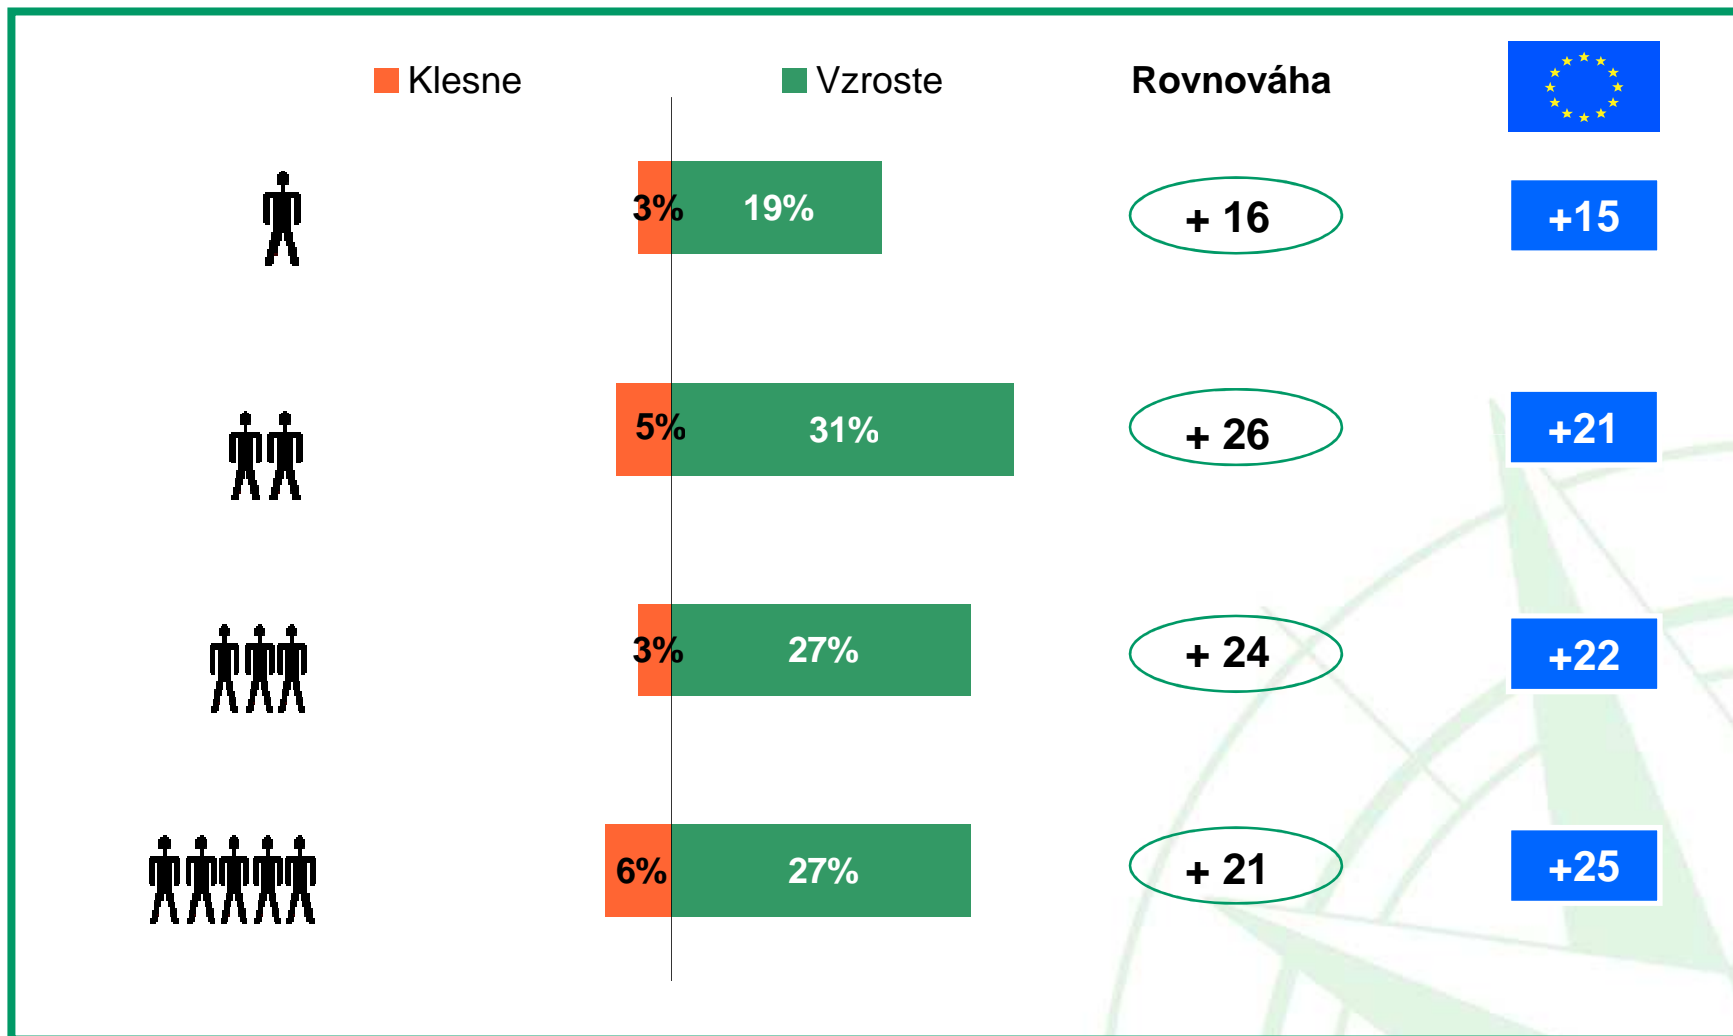 Klesne Vzroste Rovnováha
3% 19% + 16 +15
5% 31% + 26 +21
3% 27% + 24 +22
6% 27% + 21 +25